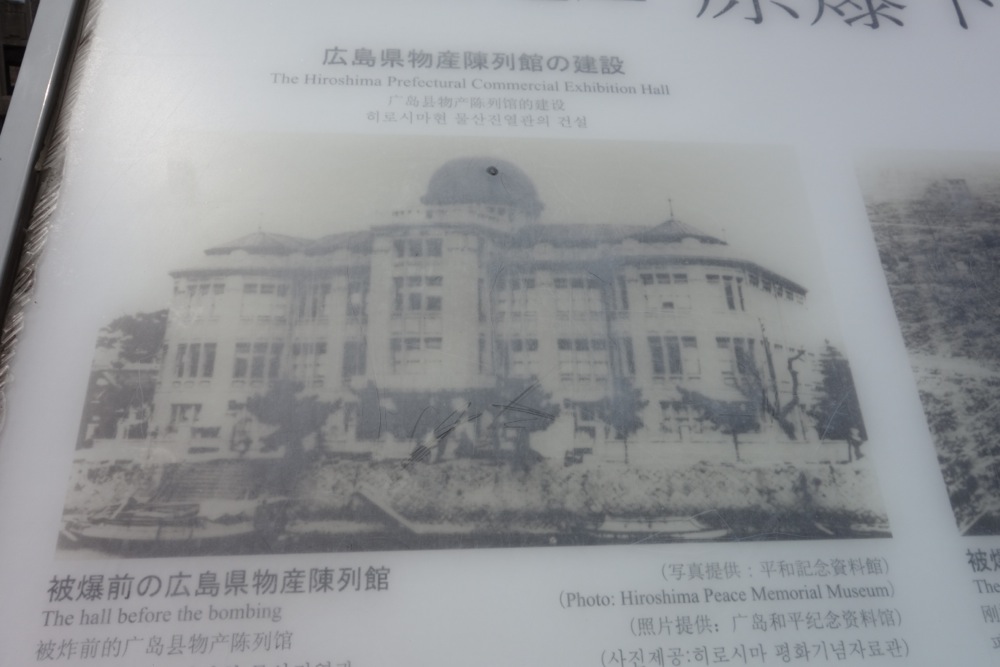 原爆
広島県物産陳列館の建設
The Hiroshima Prefectural Commercial Exhibition Hall
广岛县物产陈列馆的建设
히로시마현 물산진열관의 건설
被爆前の広島県物産陳列館
The hall before the bombing
被炸前的广岛县物产陈列馆
(写真提供：平和記念資料館)
(Photo: Hiroshima Peace Memorial Museum)
(照片提供：广岛和平纪念资料馆)
(사진제공:히로시마 평화기념자료관)
被
The